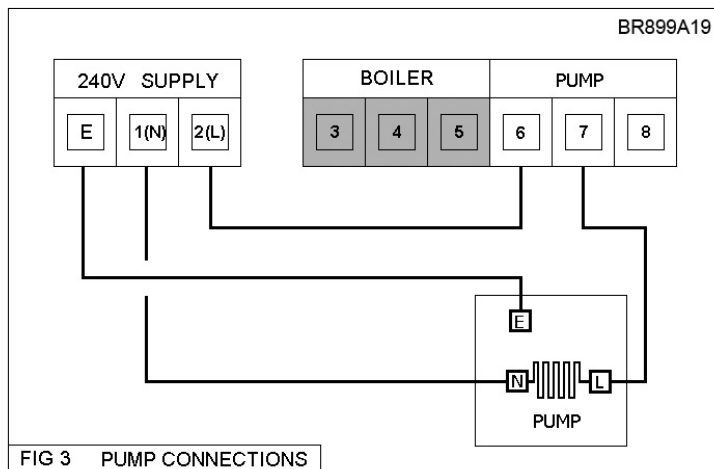 BR899A19
240V SUPPLY
BOILER
PUMP
E 1(N) 2(L) 3 4 5 6 7 8
E
N L
PUMP
FIG 3 PUMP CONNECTIONS